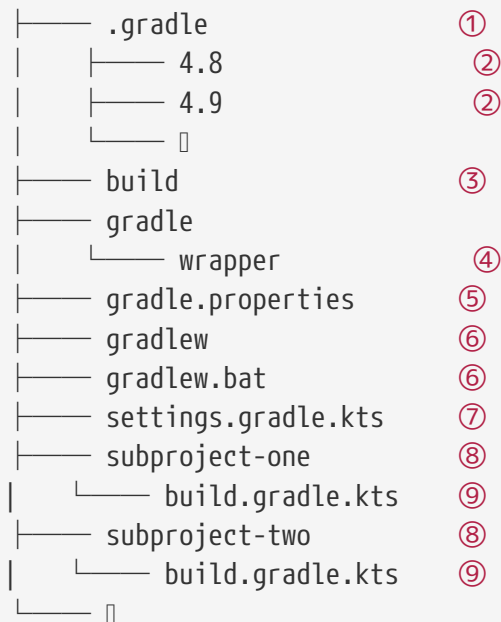 ├── .gradle ①
│ ├── 4.8 ②
│ ├── 4.9 ②
│ └── ▯
├── build ③
├── gradle
│ └── wrapper ④
├── gradle.properties ⑤
├── gradlew ⑥
├── gradlew.bat ⑥
├── settings.gradle.kts ⑦
├── subproject-one ⑧
| └── build.gradle.kts ⑨
├── subproject-two ⑧
| └── build.gradle.kts ⑨
└── ▯